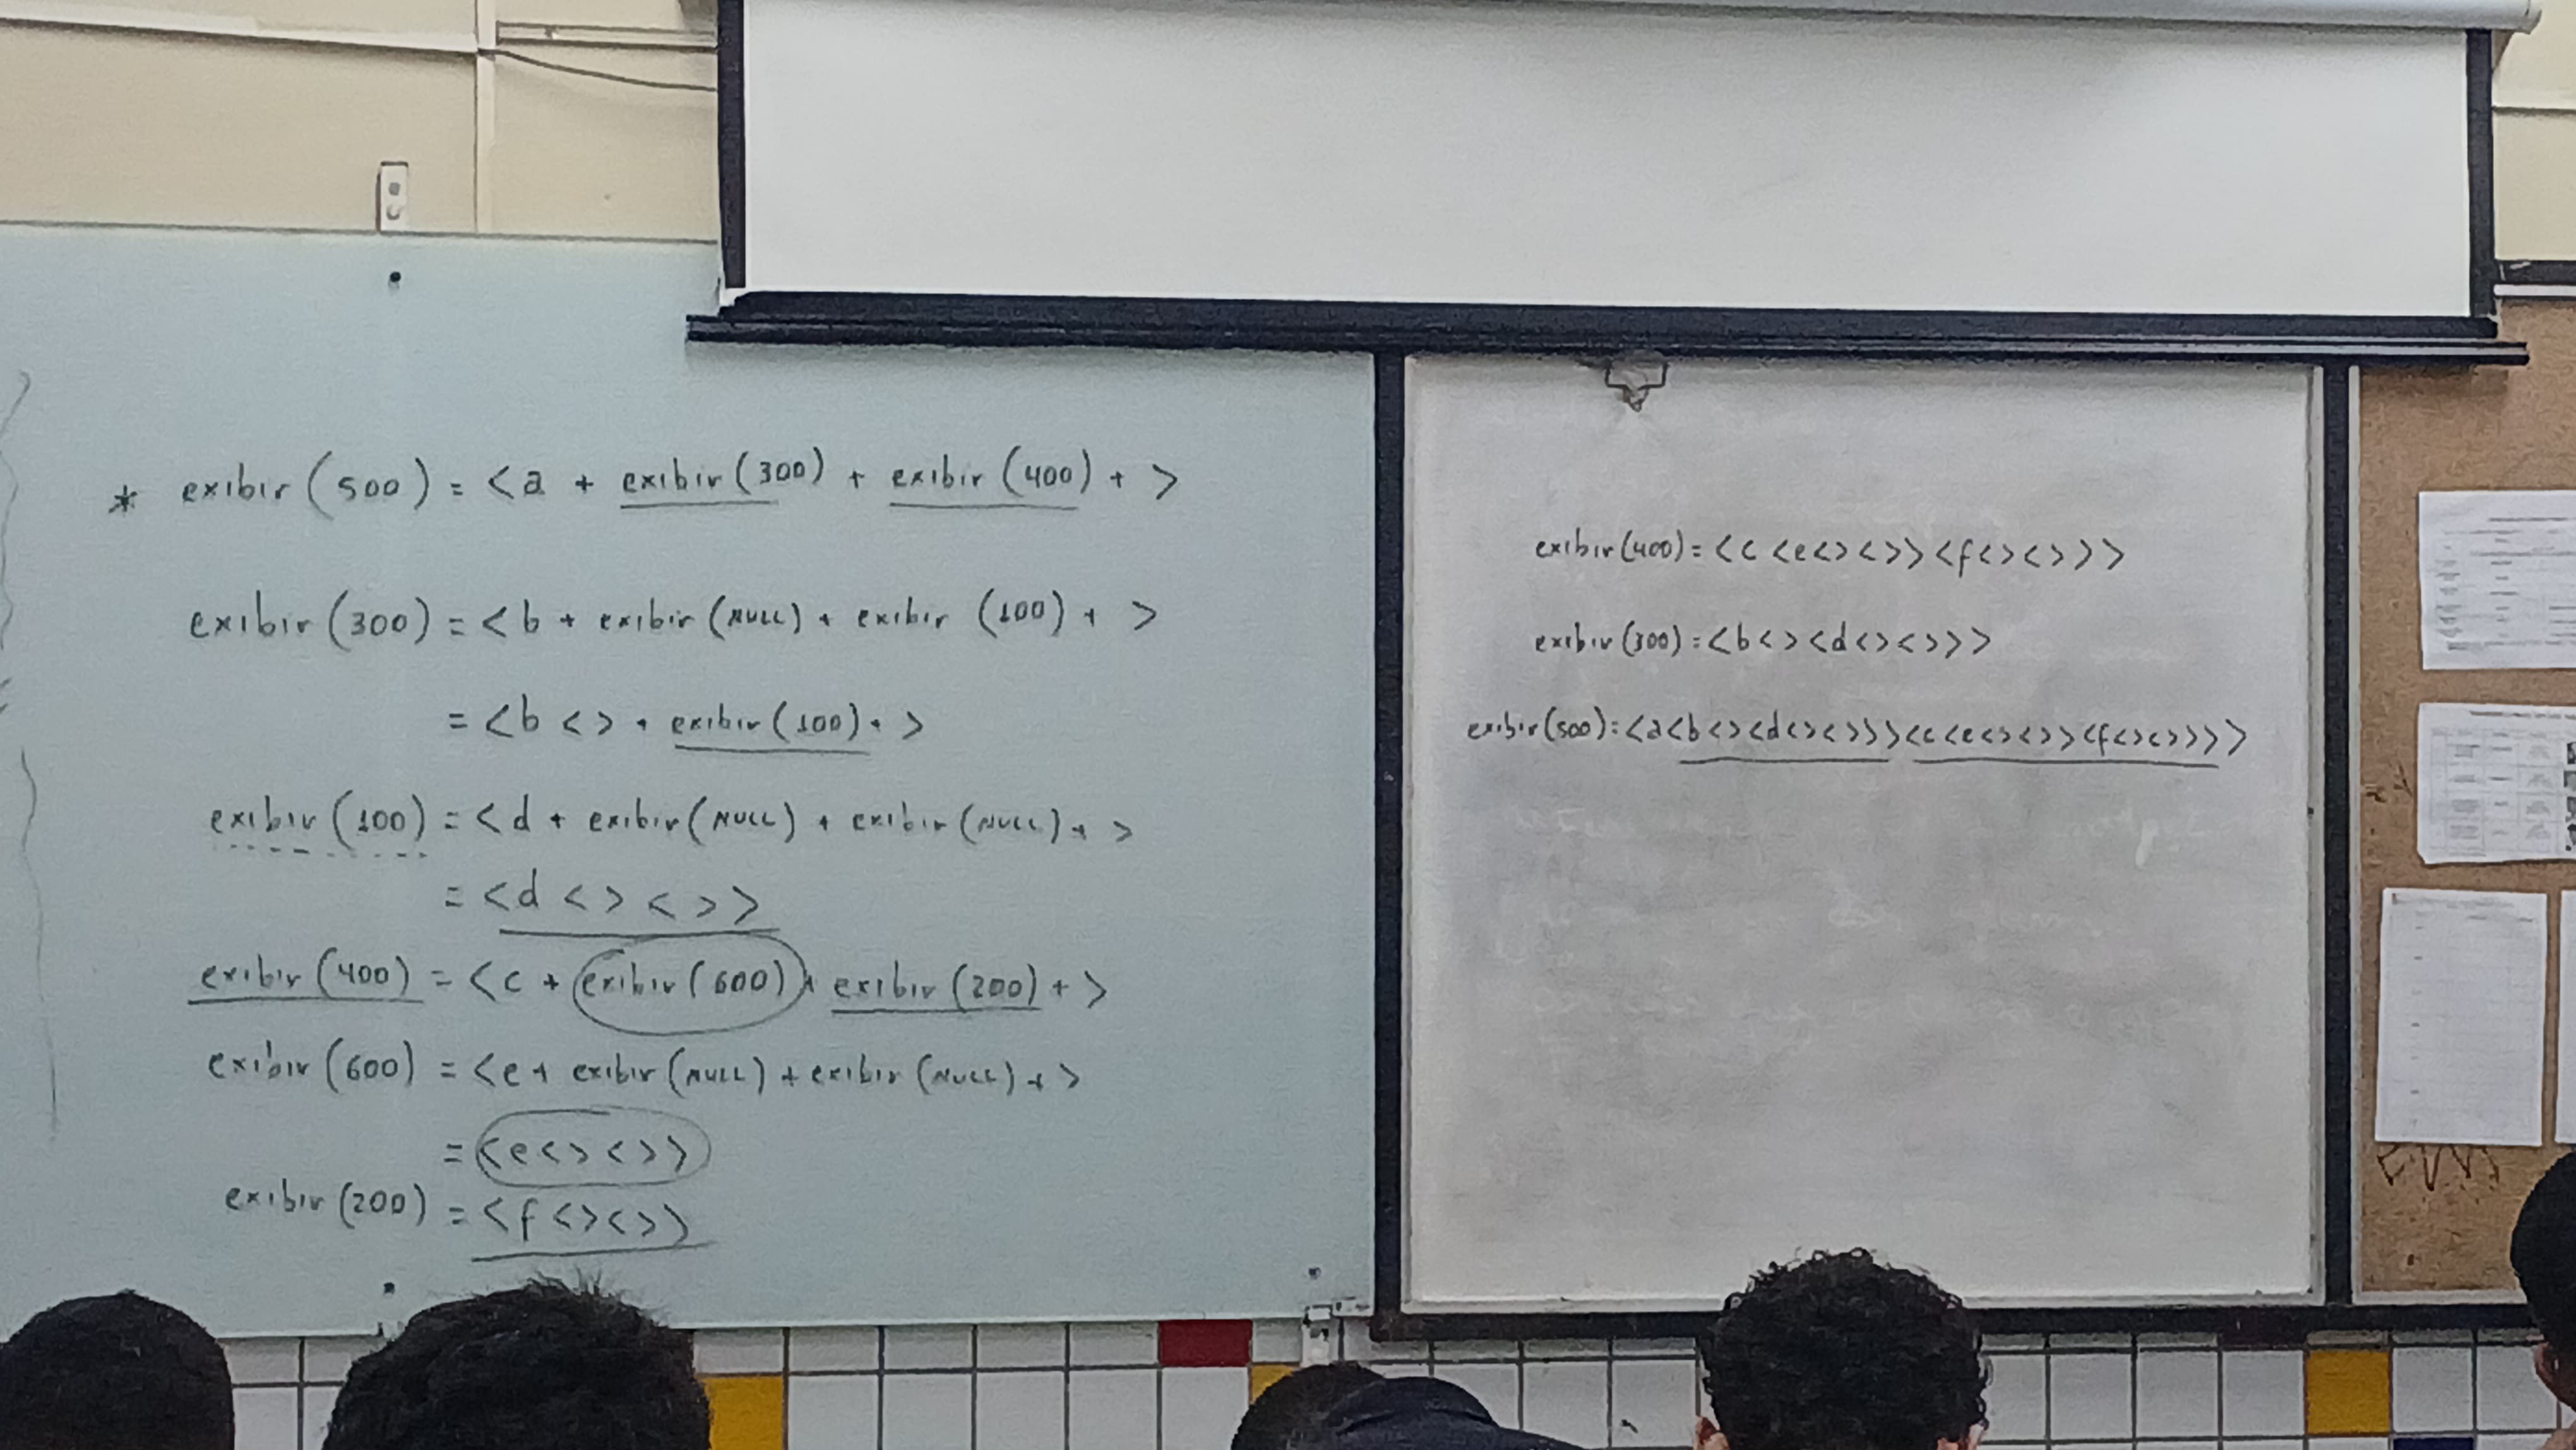 * exibir (500) = <a + exibir (300) + exibir (400) + >
exibir (300) = <b + exibir (NULL) + exibir (100) + >
= <b <> + exibir (100) + >
exibir (100) = <d + exibir (NULL) + exibir (NULL) + >
= <d <> <>>
exibir (400) = <c + exibir (600) + exibir (200) + >
exibir (600) = <e + exibir (NULL) + exibir (NULL) + >
= <e<> <>>
exibir (200) = <f <> <>>
exibir (400) = <c <e<> <>> <f<> <>>>
exibir (300) = <b<> <d<> <>>>
exibir (500) = <a<b<><d<><>>><c<e<><>><f<><>>>>